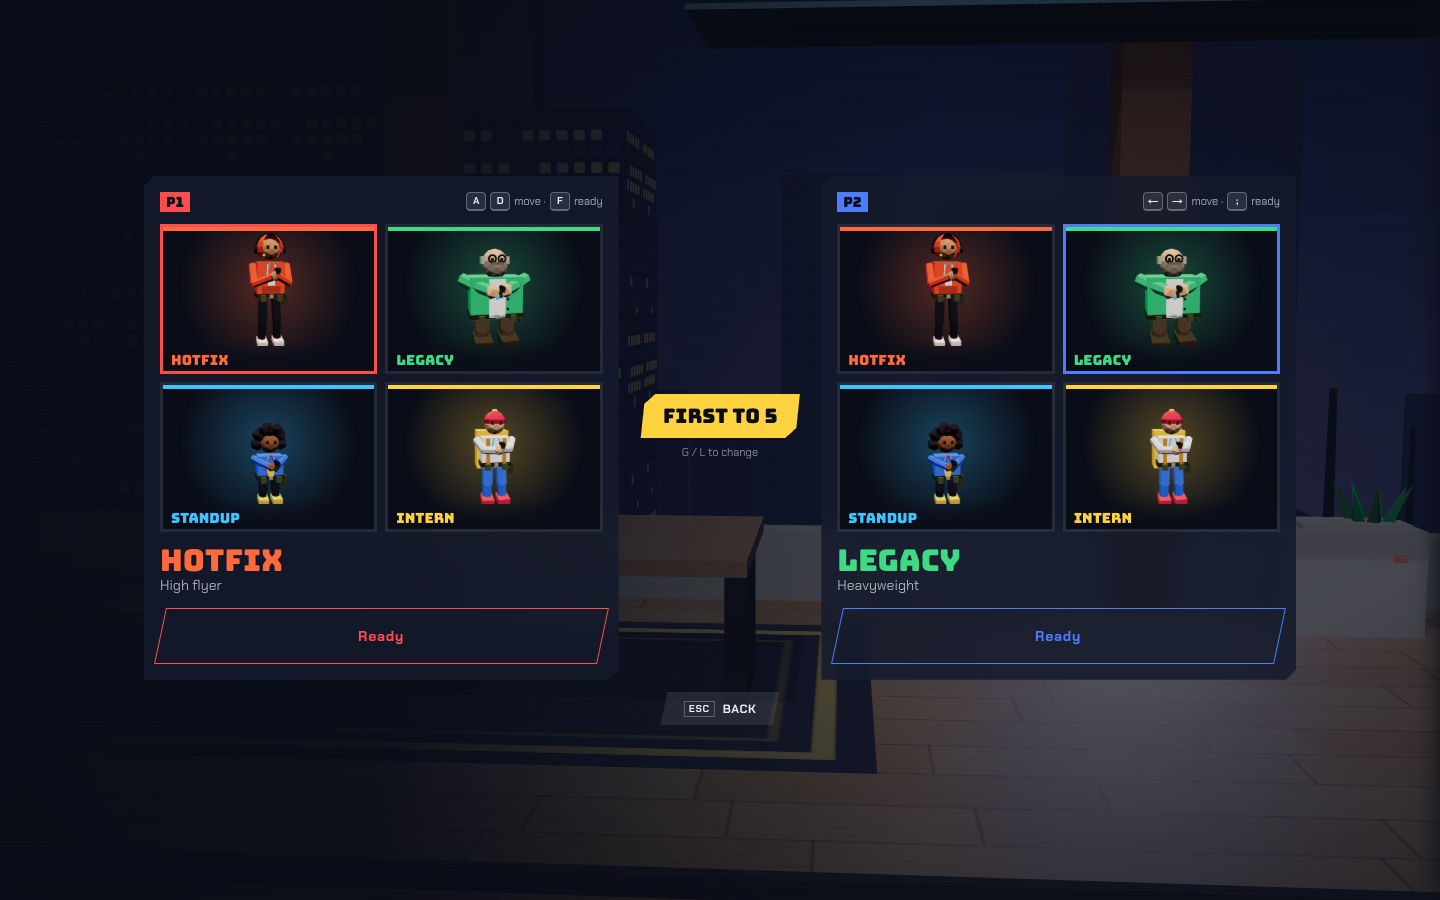 P1
A D move · F ready
HOTFIX
LEGACY
STANDUP
INTERN
HOTFIX
High flyer
Ready
FIRST TO 5
G / L to change
P2
← → move · ; ready
HOTFIX
LEGACY
STANDUP
INTERN
LEGACY
Heavyweight
Ready
ESC BACK